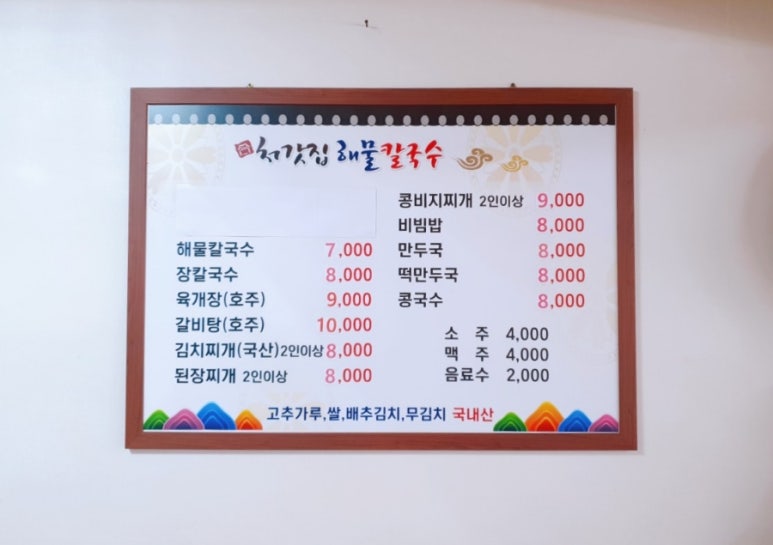 처갓집 해물칼국수
해물칼국수 7,000
장칼국수 8,000
육개장(호주) 9,000
갈비탕(호주) 10,000
김치찌개(국산)2인이상 8,000
된장찌개 2인이상 8,000
콩비지찌개 2인이상 9,000
비빔밥 8,000
만두국 8,000
떡만두국 8,000
콩국수 8,000
소 주 4,000
맥 주 4,000
음료수 2,000
고추가루,쌀,배추김치,무김치 국내산